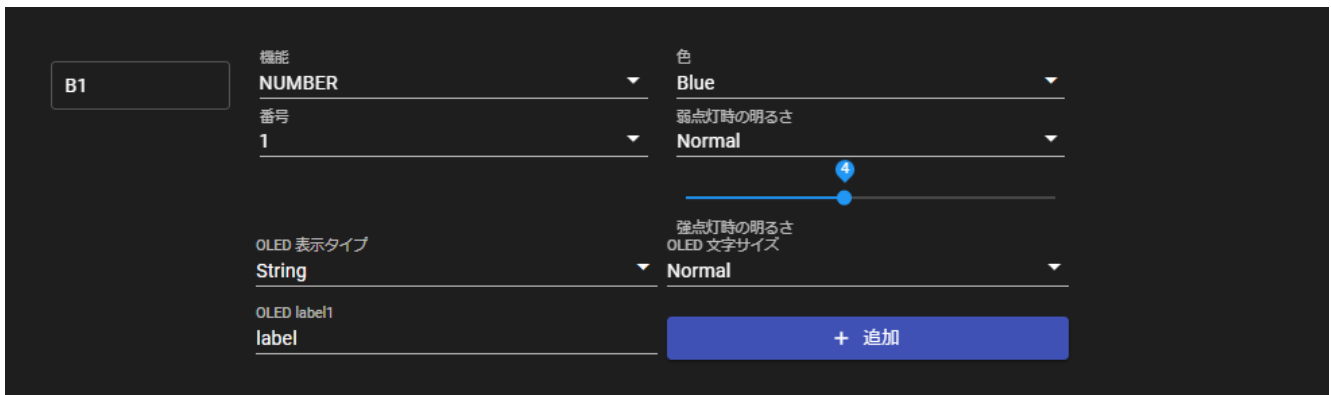 B1
機能
NUMBER
色
Blue
番号
1
弱点灯時の明るさ
Normal
4
強点灯時の明るさ
OLED 表示タイプ
String
OLED 文字サイズ
Normal
OLED label1
label
+ 追加